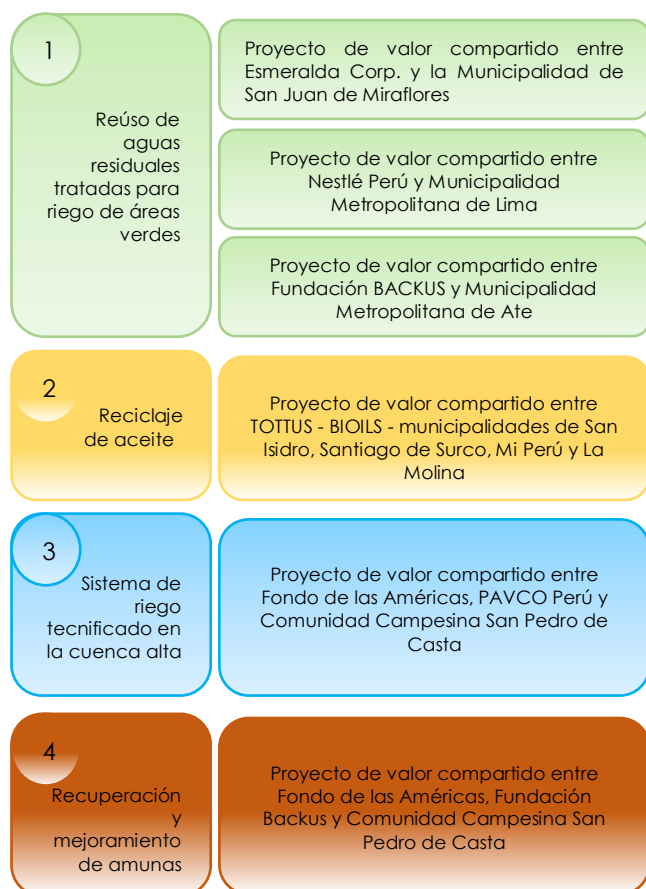 1
Reúso de
aguas
residuales
tratadas para
riego de áreas
verdes
Proyecto de valor compartido entre
Esmeralda Corp. y la Municipalidad de
San Juan de Miraflores
Proyecto de valor compartido entre
Nestlé Perú y Municipalidad
Metropolitana de Lima
Proyecto de valor compartido entre
Fundación BACKUS y Municipalidad
Metropolitana de Ate
2
Reciclaje
de aceite
Proyecto de valor compartido entre
TOTTUS - BIOILS - municipalidades de San
Isidro, Santiago de Surco, Mi Perú y La
Molina
3
Sistema de
riego
tecnificado en
la cuenca alta
Proyecto de valor compartido entre
Fondo de las Américas, PAVCO Perú y
Comunidad Campesina San Pedro de
Casta
4
Recuperación
y
mejoramiento
de amunas
Proyecto de valor compartido entre
Fondo de las Américas, Fundación
Backus y Comunidad Campesina San
Pedro de Casta